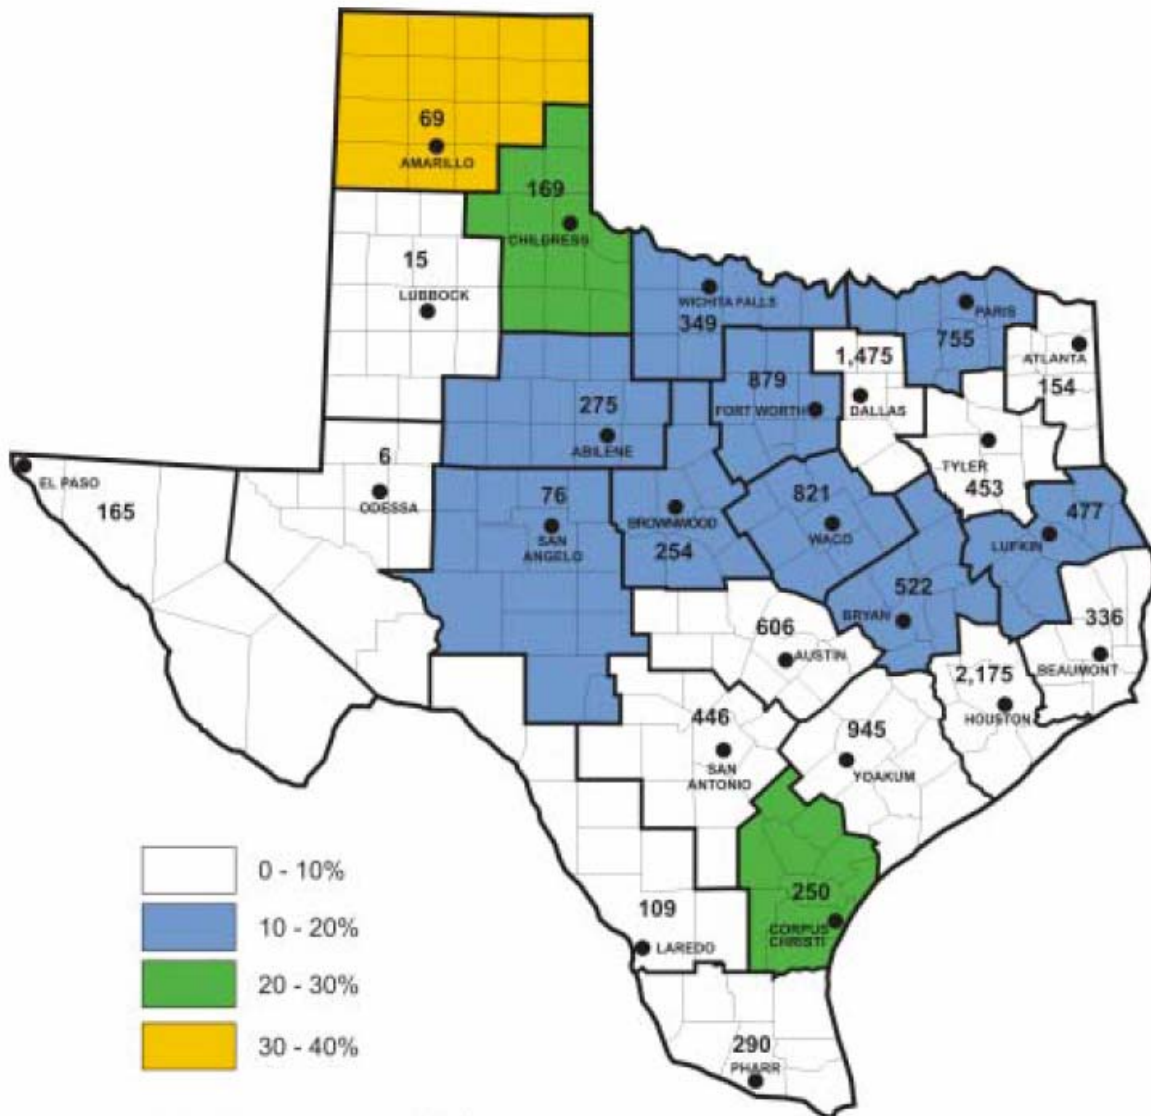 69
AMARILLO
169
CHILDRESS
15
LUBBOCK
WICHITA FALLS
349
PARIS
755
1,475
DALLAS
ATLANTA
154
879
FORT WORTH
275
ABILENE
TYLER
453
6
ODESSA
EL PASO
165
76
SAN
ANGELO
BROWNWOOD
254
821
WACO
477
LUFKIN
522
BRYAN
336
BEAUMONT
606
AUSTIN
2,175
HOUSTON
446
SAN
ANTONIO
945
YOAKUM
250
CORPUS
CHRISTI
109
LAREDO
290
PHARR
0 - 10%
10 - 20%
20 - 30%
30 - 40%